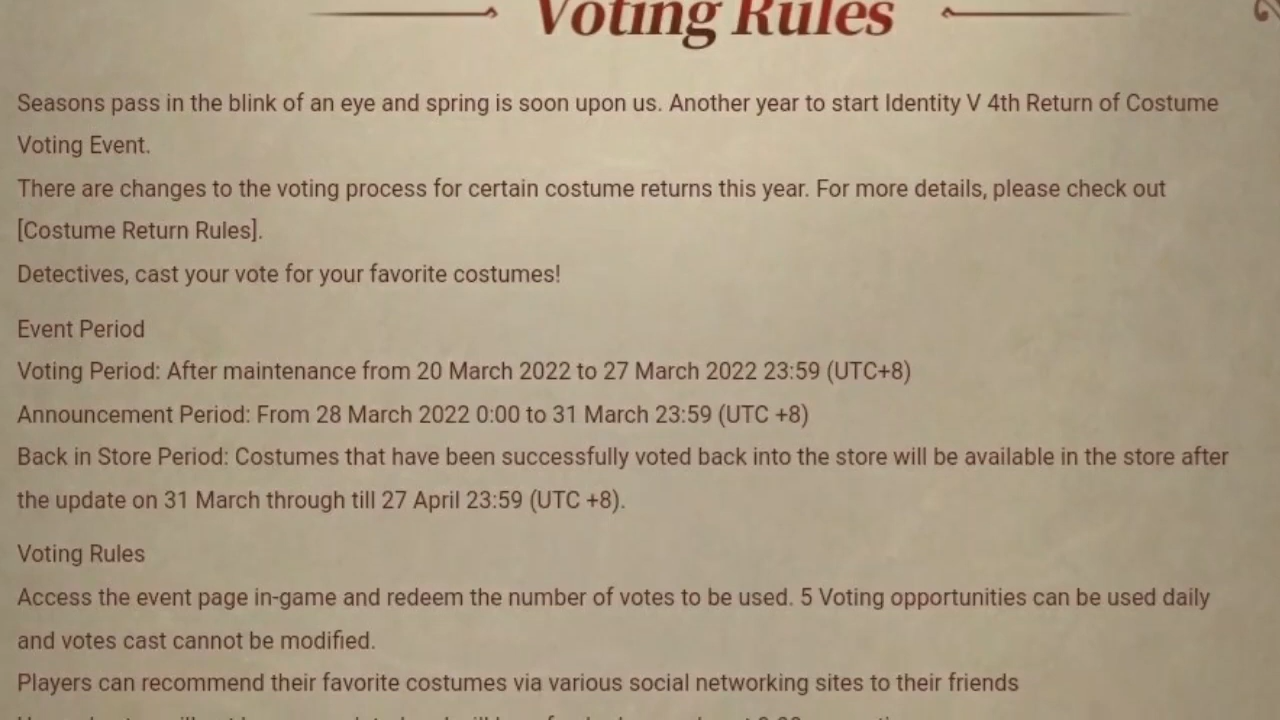 Voting Rules
Seasons pass in the blink of an eye and spring is soon upon us. Another year to start Identity V 4th Return of Costume
Voting Event.
There are changes to the voting process for certain costume returns this year. For more details, please check out
[Costume Return Rules].
Detectives, cast your vote for your favorite costumes!
Event Period
Voting Period: After maintenance from 20 March 2022 to 27 March 2022 23:59 (UTC+8)
Announcement Period: From 28 March 2022 0:00 to 31 March 23:59 (UTC +8)
Back in Store Period: Costumes that have been successfully voted back into the store will be available in the store after
the update on 31 March through till 27 April 23:59 (UTC +8).
Voting Rules
Access the event page in-game and redeem the number of votes to be used. 5 Voting opportunities can be used daily
and votes cast cannot be modified.
Players can recommend their favorite costumes via various social networking sites to their friends